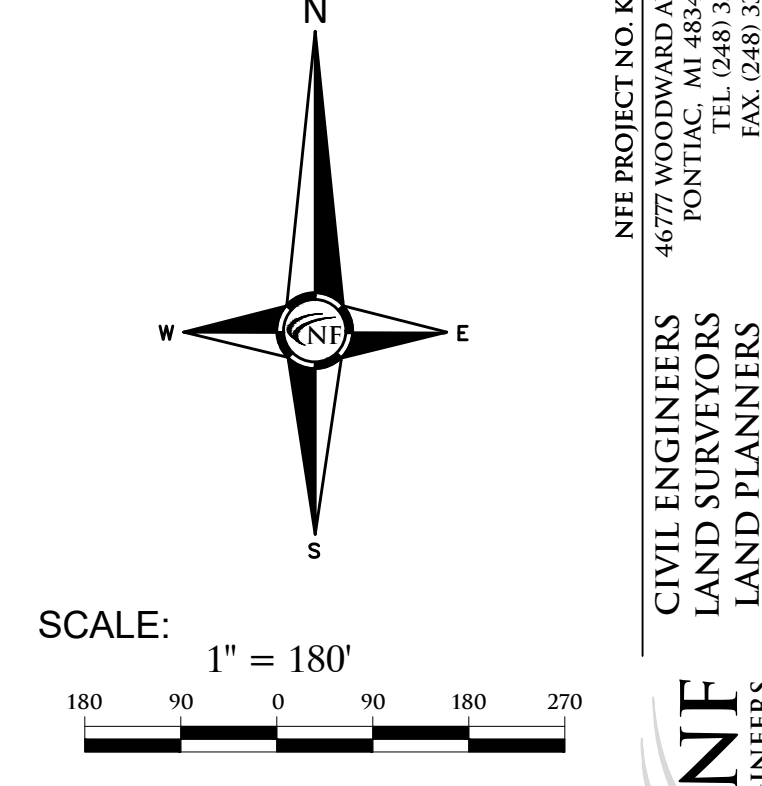 N
W
NF
E
S
SCALE:
1" = 180'
180 90 0 90 180 270
NFE PROJECT NO.
46777 WOODWARD
PONTIAC, MI
TEL. (248)
FAX. (248)
CIVIL ENGINEERS
LAND SURVEYORS
LAND PLANNERS
NF